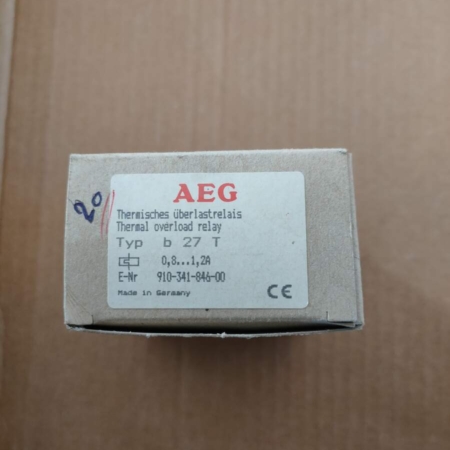 AEG
20
Thermisches überlastrelais
Thermal overload relay
Typ b 27 T
0,8...1,2A
E-Nr 910-341-846-00
Made in Germany
CE